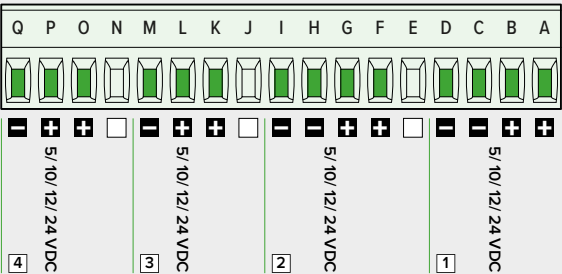 Q P O N M L K J I H G F E D C B A
− + + − + + − − + + − − + +
5/ 10/ 12/ 24 VDC
5/ 10/ 12/ 24 VDC
5/ 10/ 12/ 24 VDC
5/ 10/ 12/ 24 VDC
4 3 2 1